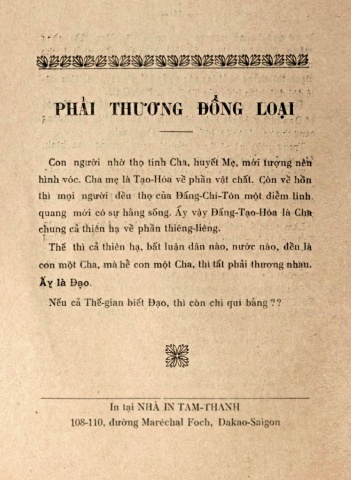 PHẢI THƯƠNG ĐỒNG LOẠI
Con người nhờ thọ tinh Cha, huyết Mẹ, mới tượng nên
hình vóc. Cha mẹ là Tạo-Hóa về phần vật chất. Còn về hồn
thì mọi người đều thọ của Đấng-Chí-Tôn một điểm linh
quang mới có sự hằng sống. Ấy vậy Đấng-Tạo-Hóa là Cha
chung cả thiên hạ về phần thiêng-liêng.
Thế thì cả thiên hạ, bất luận dân nào, nước nào, đều là
con một Cha, mà hễ con một Cha, thì tất phải thương nhau.
Ấy là Đạo.
Nếu cả Thế-gian biết Đạo, thì còn chi quí bằng ??
In tại NHÀ IN TAM-THANH
108-110, đường Maréchal Foch, Dakao-Saigon